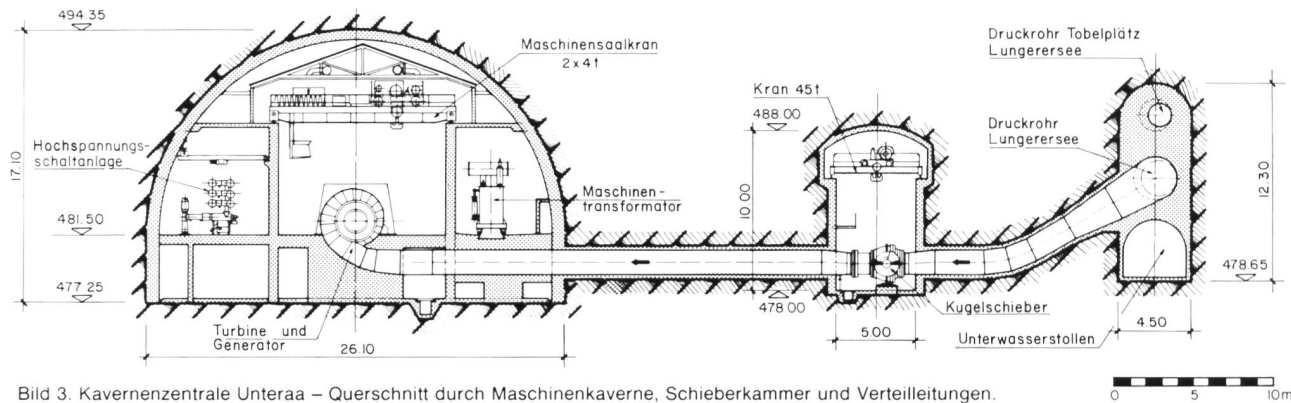 494.35
17.10
Hochspannungs-
schaltanlage
481.50
477.25
Maschinensaalkran
2 x 4 t
Maschinen-
transformator
Turbine und
Generator
26.10
Kran 45 t
488.00
10.00
478.00
5.00
Kugelschieber
Druckrohr Tobelplätz
Lungerersee
Druckrohr
Lungerersee
12.30
478.65
4.50
Unterwasserstollen
Bild 3. Kavernenzentrale Unteraa – Querschnitt durch Maschinenkaverne, Schieberkammer und Verteilleitungen.
0 5 10m